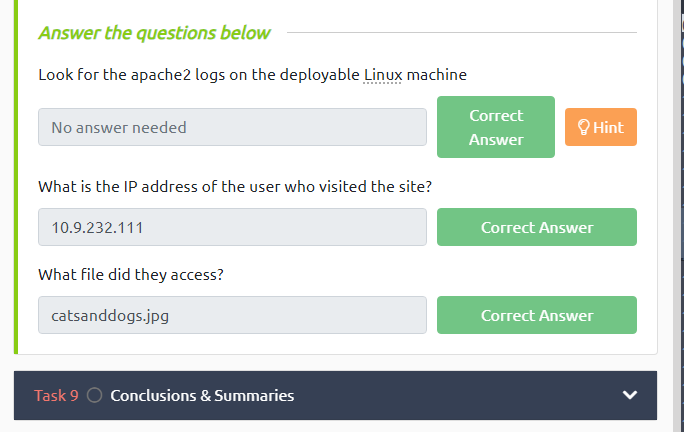 Answer the questions below
Look for the apache2 logs on the deployable Linux machine
No answer needed
Correct
Answer
Hint
What is the IP address of the user who visited the site?
10.9.232.111
Correct Answer
What file did they access?
catsanddogs.jpg
Correct Answer
Task 9 Conclusions & Summaries